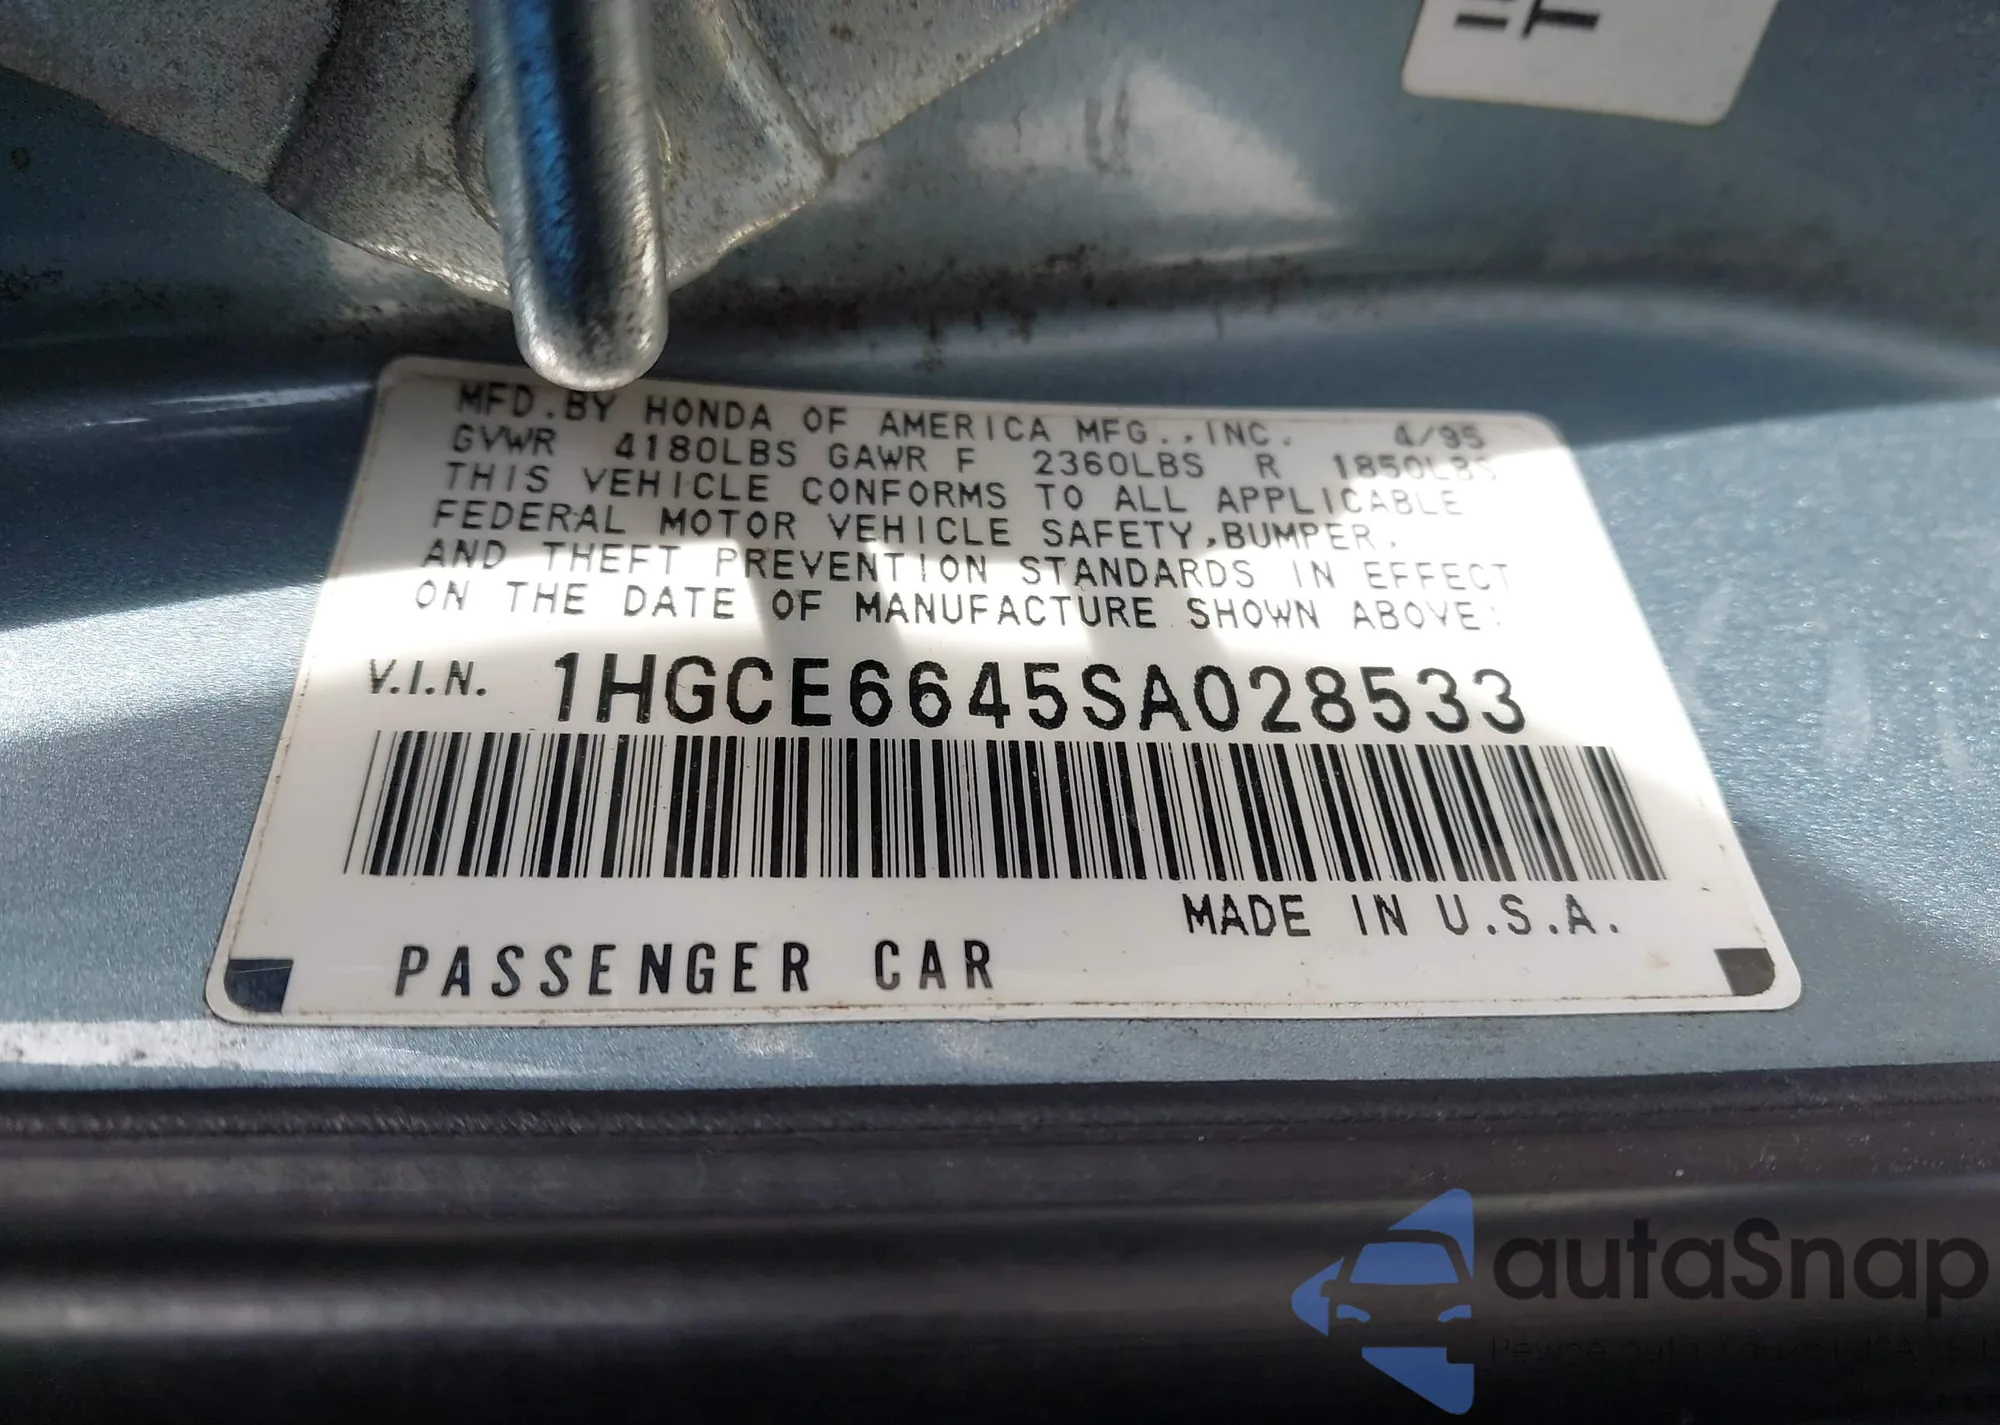 MFD.BY HONDA OF AMERICA MFG.,INC. 4/95
GVWR 4180LBS GAWR F 2360LBS R 1850LBS
THIS VEHICLE CONFORMS TO ALL APPLICABLE
FEDERAL MOTOR VEHICLE SAFETY,BUMPER,
AND THEFT PREVENTION STANDARDS IN EFFECT
ON THE DATE OF MANUFACTURE SHOWN ABOVE:
V.I.N. 1HGCE6645SA028533
MADE IN U.S.A.
PASSENGER CAR
autaSnap